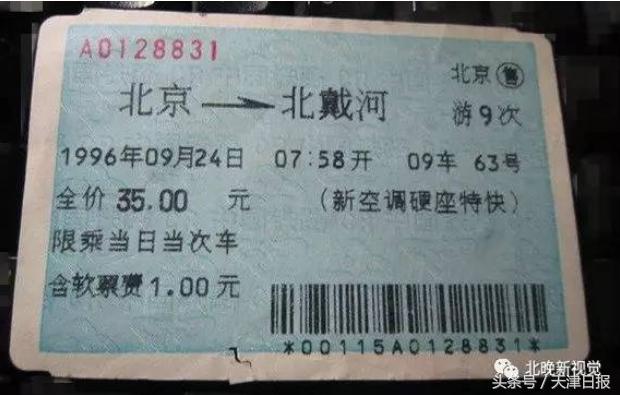 A0128831
北京 售
北京 → 北戴河
游9次
1996年09月24日 07:58开 09车 63号
全价 35.00 元 (新空调硬座特快)
限乘当日当次车
含软票费1.00元
*00115A0128831*
北晚新视觉
头条号/天津日报